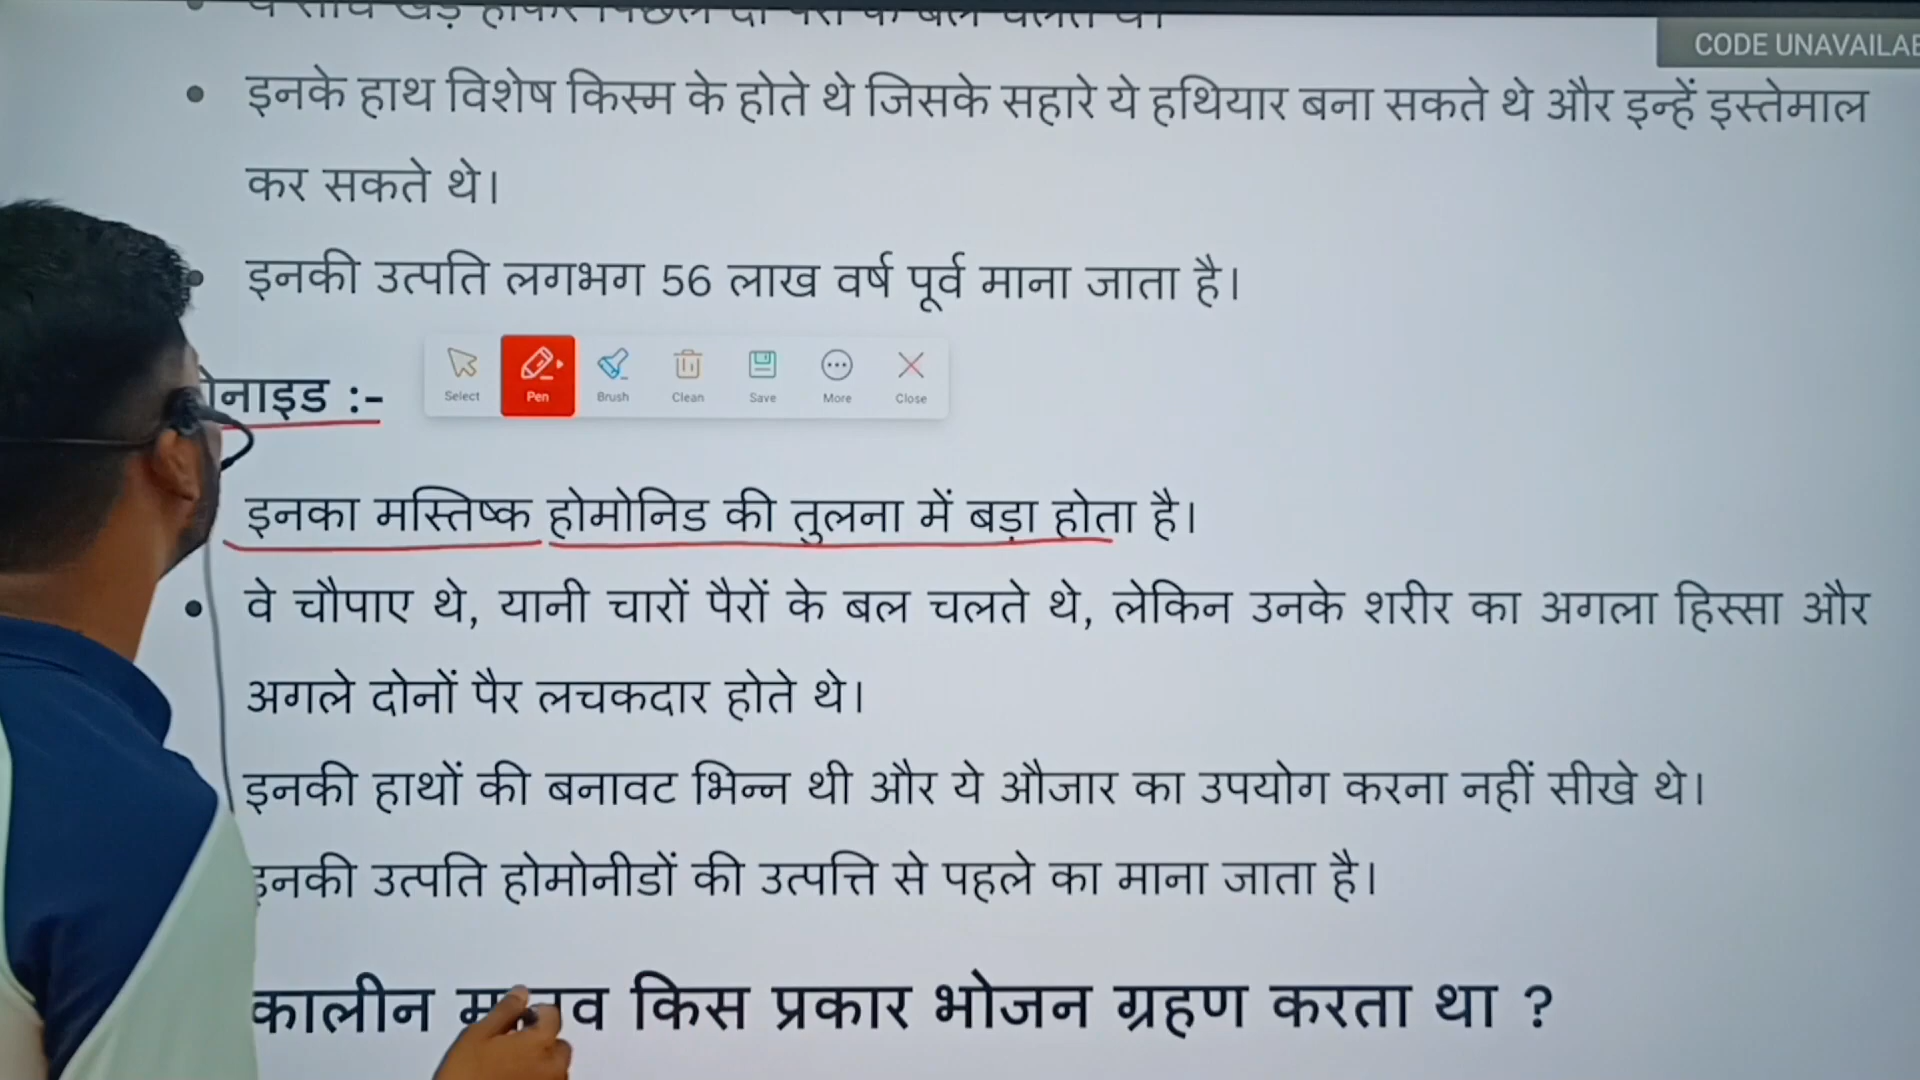 CODE UNAVAILAB
इनके हाथ विशेष किस्म के होते थे जिसके सहारे ये हथियार बना सकते थे और इन्हें इस्तेमाल
कर सकते थे।
इनकी उत्पति लगभग 56 लाख वर्ष पूर्व माना जाता है।
Select Pen Brush Clean Save More Close
नाइड :-
इनका मस्तिष्क होमोनिड की तुलना में बड़ा होता है।
वे चौपाए थे, यानी चारों पैरों के बल चलते थे, लेकिन उनके शरीर का अगला हिस्सा और
अगले दोनों पैर लचकदार होते थे।
इनकी हाथों की बनावट भिन्न थी और ये औजार का उपयोग करना नहीं सीखे थे।
इनकी उत्पति होमोनीडों की उत्पत्ति से पहले का माना जाता है।
कालीन किस प्रकार भोजन ग्रहण करता था ?